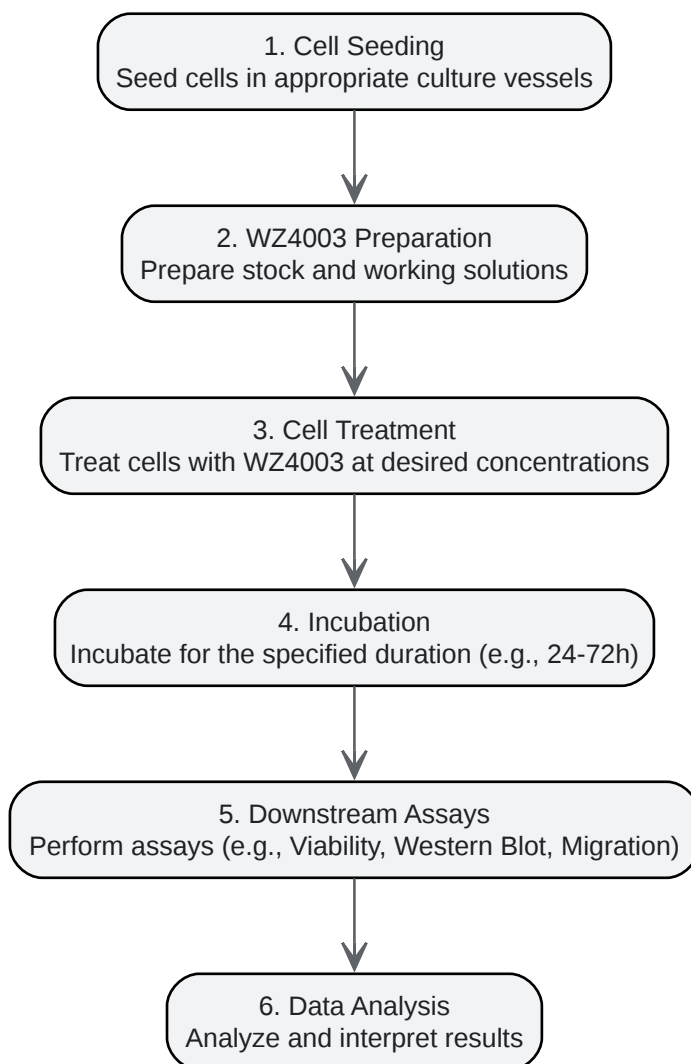 1. Cell Seeding
Seed cells in appropriate culture vessels
2. WZ4003 Preparation
Prepare stock and working solutions
3. Cell Treatment
Treat cells with WZ4003 at desired concentrations
4. Incubation
Incubate for the specified duration (e.g., 24-72h)
5. Downstream Assays
Perform assays (e.g., Viability, Western Blot, Migration)
6. Data Analysis
Analyze and interpret results